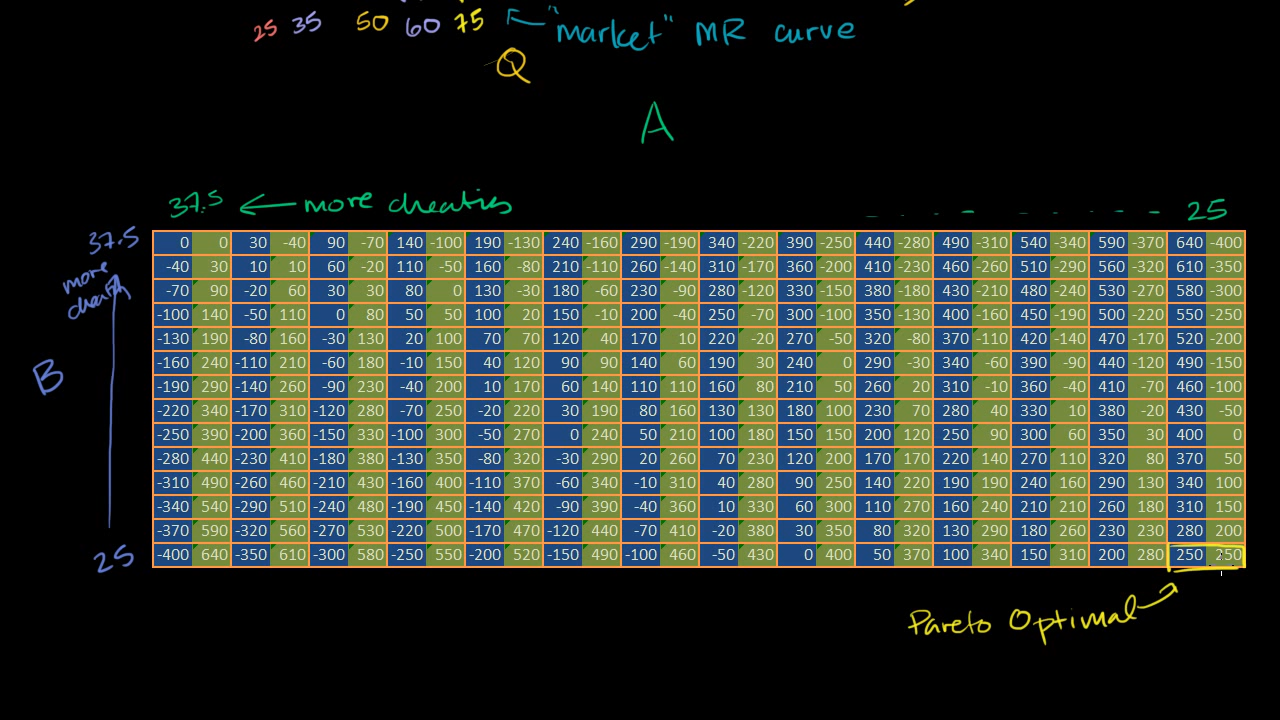 25 35 50 60 75 ← "market" MR curve
Q
A
37.5 ← more cheating 25
37.5 0 0 30 -40 90 -70 140 -100 190 -130 240 -160 290 -190 340 -220 390 -250 440 -280 490 -310 540 -340 590 -370 640 -400
more -40 30 10 10 60 -20 110 -50 160 -80 210 -110 260 -140 310 -170 360 -200 410 -230 460 -260 510 -290 560 -320 610 -350
cheating -70 90 -20 60 30 30 80 0 130 -30 180 -60 230 -90 280 -120 330 -150 380 -180 430 -210 480 -240 530 -270 580 -300
-100 140 -50 110 0 80 50 50 100 20 150 -10 200 -40 250 -70 300 -100 350 -130 400 -160 450 -190 500 -220 550 -250
-130 190 -80 160 -30 130 20 100 70 70 120 40 170 10 220 -20 270 -50 320 -80 370 -110 420 -140 470 -170 520 -200
B -160 240 -110 210 -60 180 -10 150 40 120 90 90 140 60 190 30 240 0 290 -30 340 -60 390 -90 440 -120 490 -150
-190 290 -140 260 -90 230 -40 200 10 170 60 140 110 110 160 80 210 50 260 20 310 -10 360 -40 410 -70 460 -100
-220 340 -170 310 -120 280 -70 250 -20 220 30 190 80 160 130 130 180 100 230 70 280 40 330 10 380 -20 430 -50
-250 390 -200 360 -150 330 -100 300 -50 270 0 240 50 210 100 180 150 150 200 120 250 90 300 60 350 30 400 0
-280 440 -230 410 -180 380 -130 350 -80 320 -30 290 20 260 70 230 120 200 170 170 220 140 270 110 320 80 370 50
-310 490 -260 460 -210 430 -160 400 -110 370 -60 340 -10 310 40 280 90 250 140 220 190 190 240 160 290 130 340 100
-340 540 -290 510 -240 480 -190 450 -140 420 -90 390 -40 360 10 330 60 300 110 270 160 240 210 210 260 180 310 150
-370 590 -320 560 -270 530 -220 500 -170 470 -120 440 -70 410 -20 380 30 350 80 320 130 290 180 260 230 230 280 200
25 -400 640 -350 610 -300 580 -250 550 -200 520 -150 490 -100 460 -50 430 0 400 50 370 100 340 150 310 200 280 250 250
Pareto Optimal